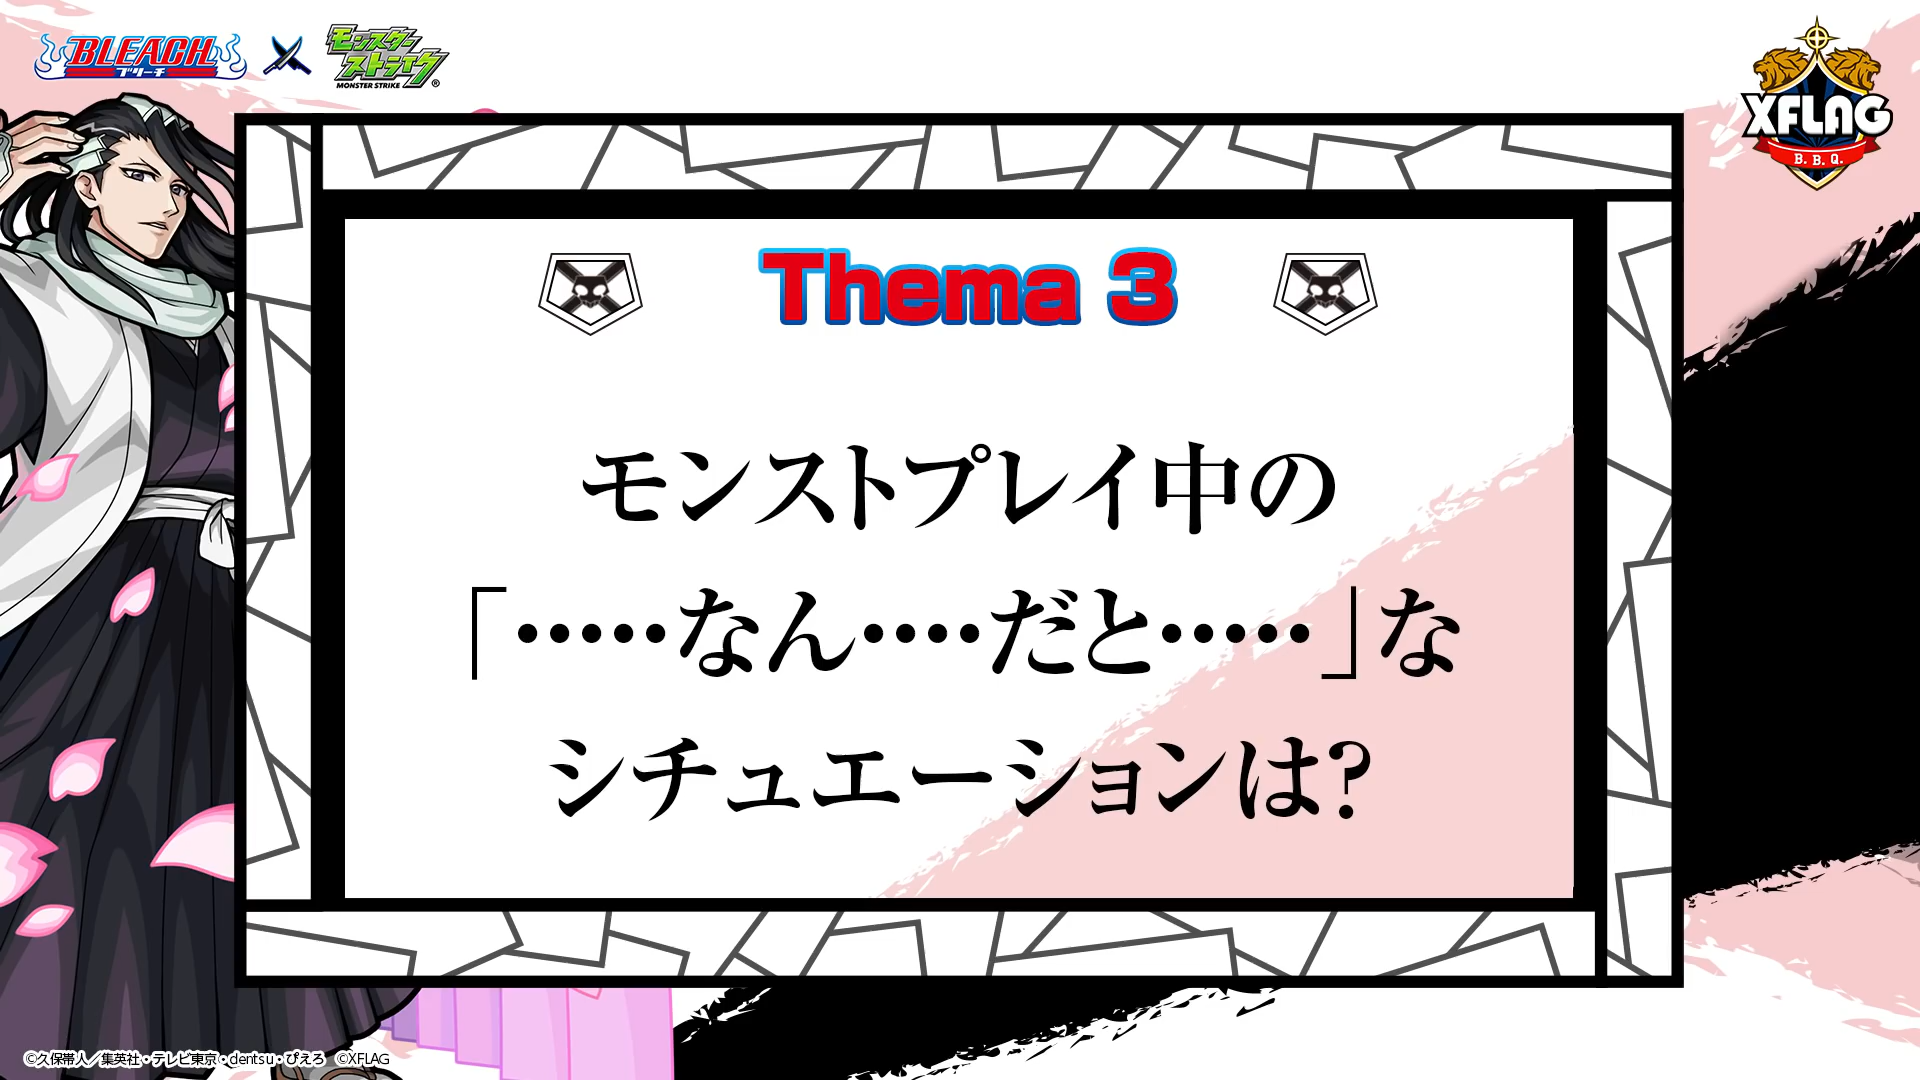 BLEACH
ブリーチ
モンスター
ストライク
MONSTER STRIKE ®
XFLAG
B. B. Q.
Thema 3
モンストプレイ中の
「・・・・・なん・・・・だと・・・・・」な
シチュエーションは?
©久保帯人／集英社・テレビ東京・dentsu・ぴえろ ©XFLAG